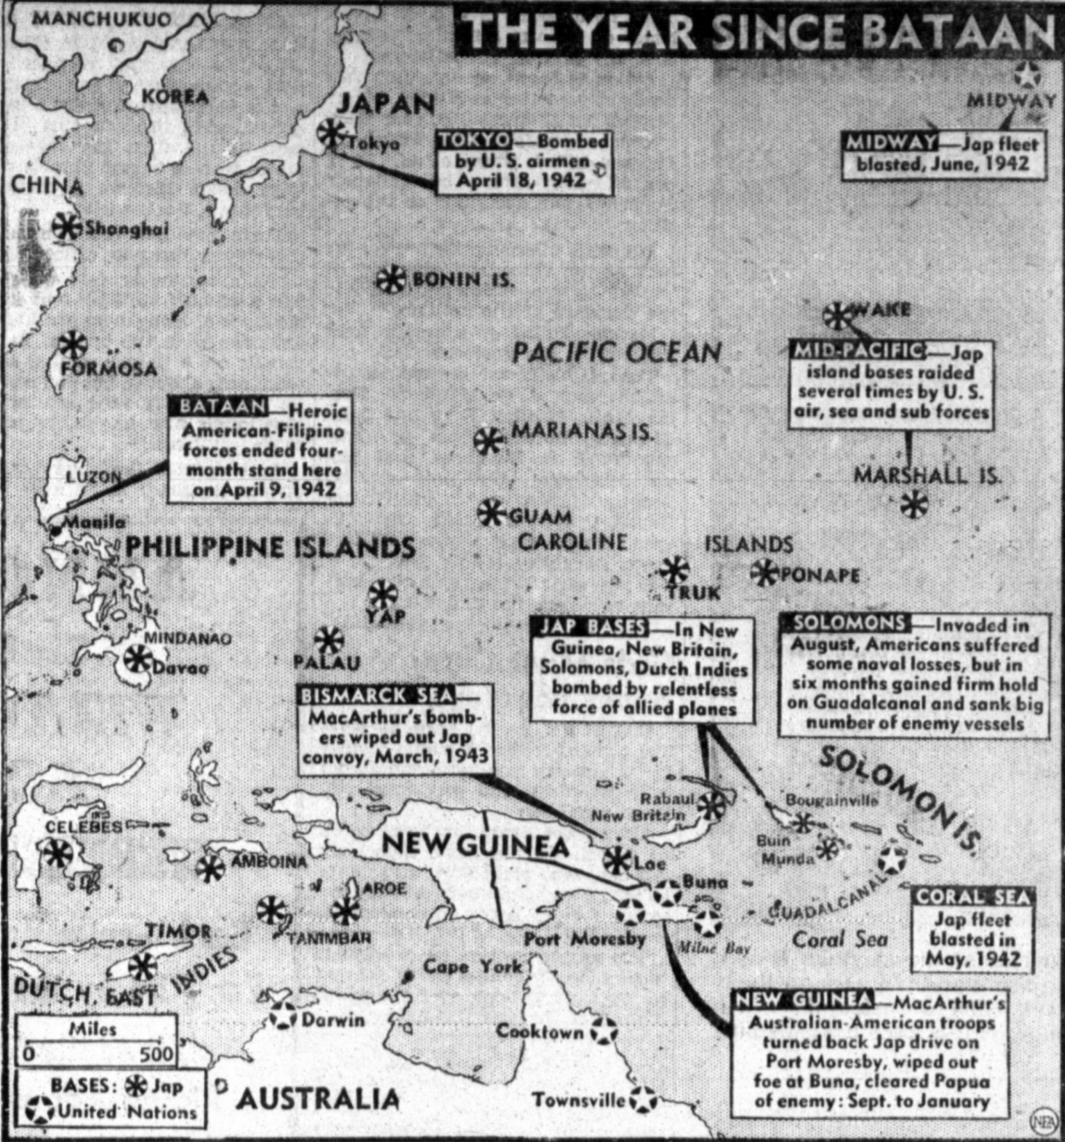 THE YEAR SINCE BATAAN
MANCHUKUO
KOREA
JAPAN
Tokyo
TOKYO—Bombed
by U. S. airmen
April 18, 1942
MIDWAY
MIDWAY—Jap fleet
blasted, June, 1942
CHINA
Shanghai
BONIN IS.
WAKE
FORMOSA
PACIFIC OCEAN
MID-PACIFIC—Jap
island bases raided
several times by U. S.
air, sea and sub forces
BATAAN—Heroic
American-Filipino
forces ended four-
month stand here
on April 9, 1942
MARIANAS IS.
MARSHALL IS.
LUZON
Manila
GUAM
CAROLINE ISLANDS
PHILIPPINE ISLANDS
TRUK
PONAPE
YAP
MINDANAO
Davao
PALAU
JAP BASES—In New
Guinea, New Britain,
Solomons, Dutch Indies
bombed by relentless
force of allied planes
SOLOMONS—Invaded in
August, Americans suffered
some naval losses, but in
six months gained firm hold
on Guadalcanal and sank big
number of enemy vessels
BISMARCK SEA—
MacArthur's bomb-
ers wiped out Jap
convoy, March, 1943
SOLOMON IS.
Rabaul
New Britain
Bougainville
Buin
Munda
CELEBES
AMBOINA
NEW GUINEA
Lae
Buna
AROE
GUADALCANAL
CORAL SEA
Jap fleet
blasted in
May, 1942
TIMOR
TANIMBAR
Port Moresby
Milne Bay
Coral Sea
DUTCH EAST INDIES
Cape York
NEW GUINEA—MacArthur's
Australian-American troops
turned back Jap drive on
Port Moresby, wiped out
foe at Buna, cleared Papua
of enemy: Sept. to January
Darwin
Cooktown
Miles
0 500
BASES: Jap
United Nations
AUSTRALIA
Townsville
NEA